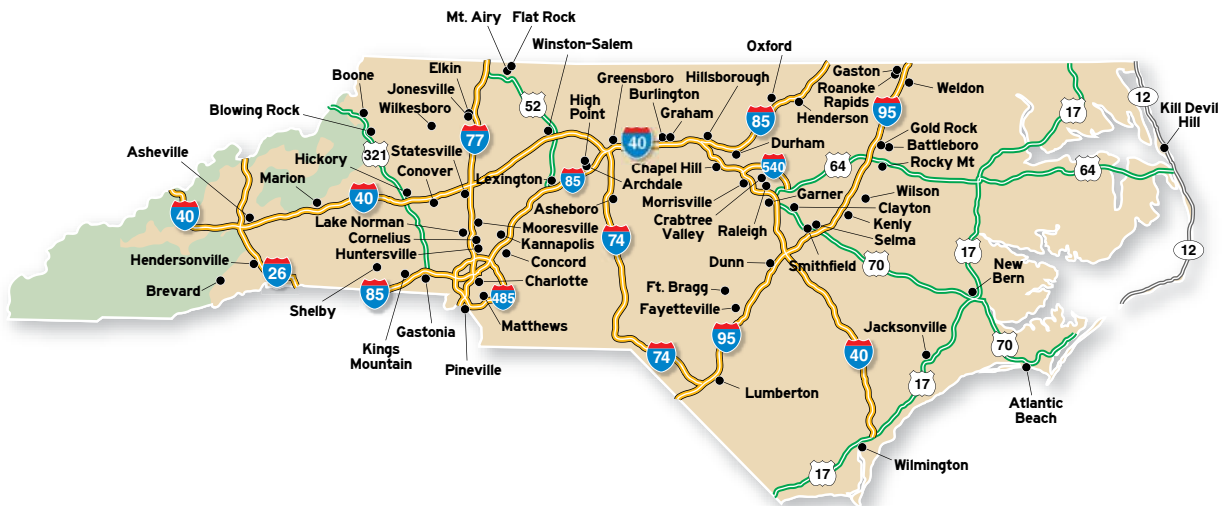 Mt. Airy
Flat Rock
Winston-Salem
Oxford
Boone
Elkin
Jonesville
Wilkesboro
52
High
Point
Greensboro
Burlington
Graham
Hillsborough
Gaston
Roanoke
Rapids
Henderson
Weldon
12
17
Kill Devil
Hill
Blowing Rock
77
40
85
95
Gold Rock
Battleboro
Rocky Mt
Durham
Asheville
Hickory
Marion
321
Statesville
Conover
Lexington
85
Archdale
Chapel Hill
540
64
64
40
40
Asheboro
Morrisville
Crabtree
Valley
Raleigh
Garner
Clayton
Wilson
Kenly
Selma
Smithfield
Lake Norman
Cornelius
Huntersville
Mooresville
Kannapolis
Concord
Charlotte
74
17
12
Hendersonville
Brevard
26
Shelby
85
485
Matthews
Dunn
70
New
Bern
Ft. Bragg
Fayetteville
Kings
Mountain
Gastonia
Pineville
95
74
40
Jacksonville
70
Lumberton
17
Atlantic
Beach
17
Wilmington